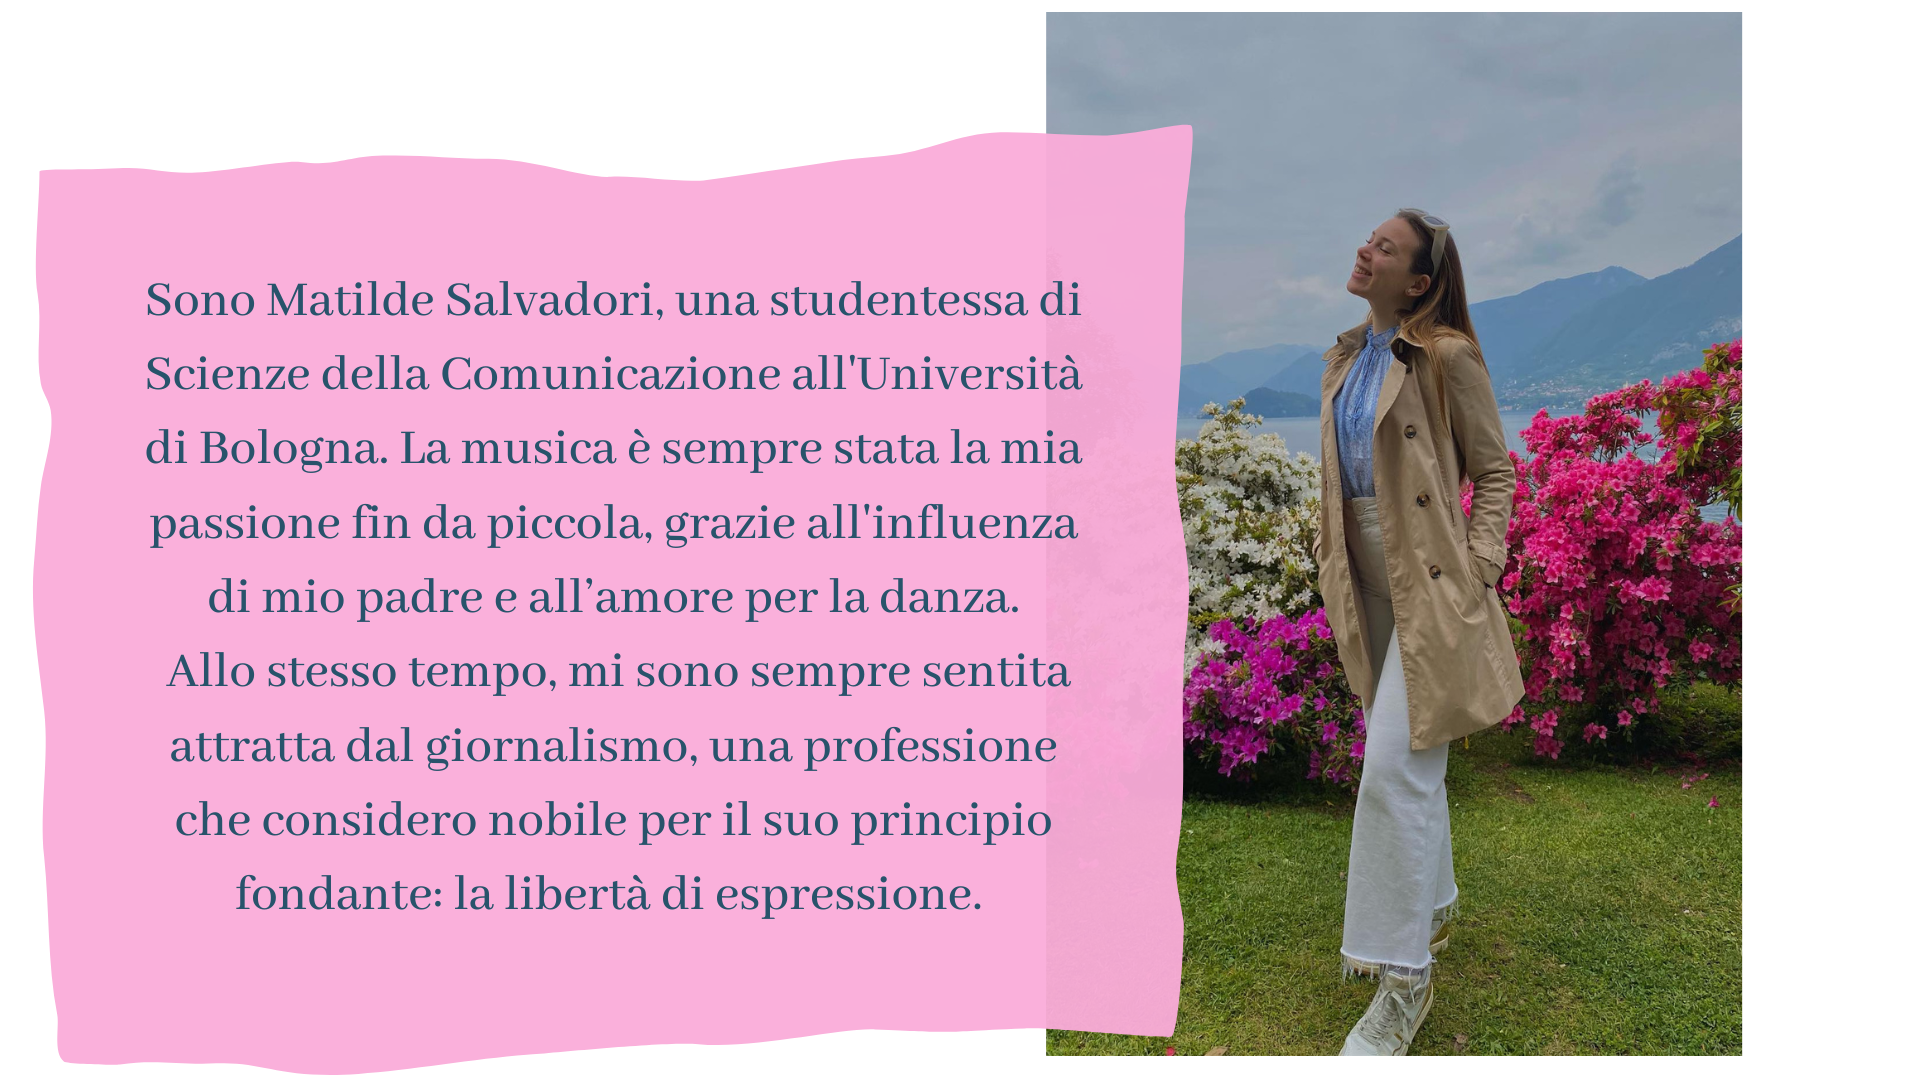 Sono Matilde Salvadori, una studentessa di
Scienze della Comunicazione all'Università
di Bologna. La musica è sempre stata la mia
passione fin da piccola, grazie all'influenza
di mio padre e all’amore per la danza.
Allo stesso tempo, mi sono sempre sentita
attratta dal giornalismo, una professione
che considero nobile per il suo principio
fondante: la libertà di espressione.